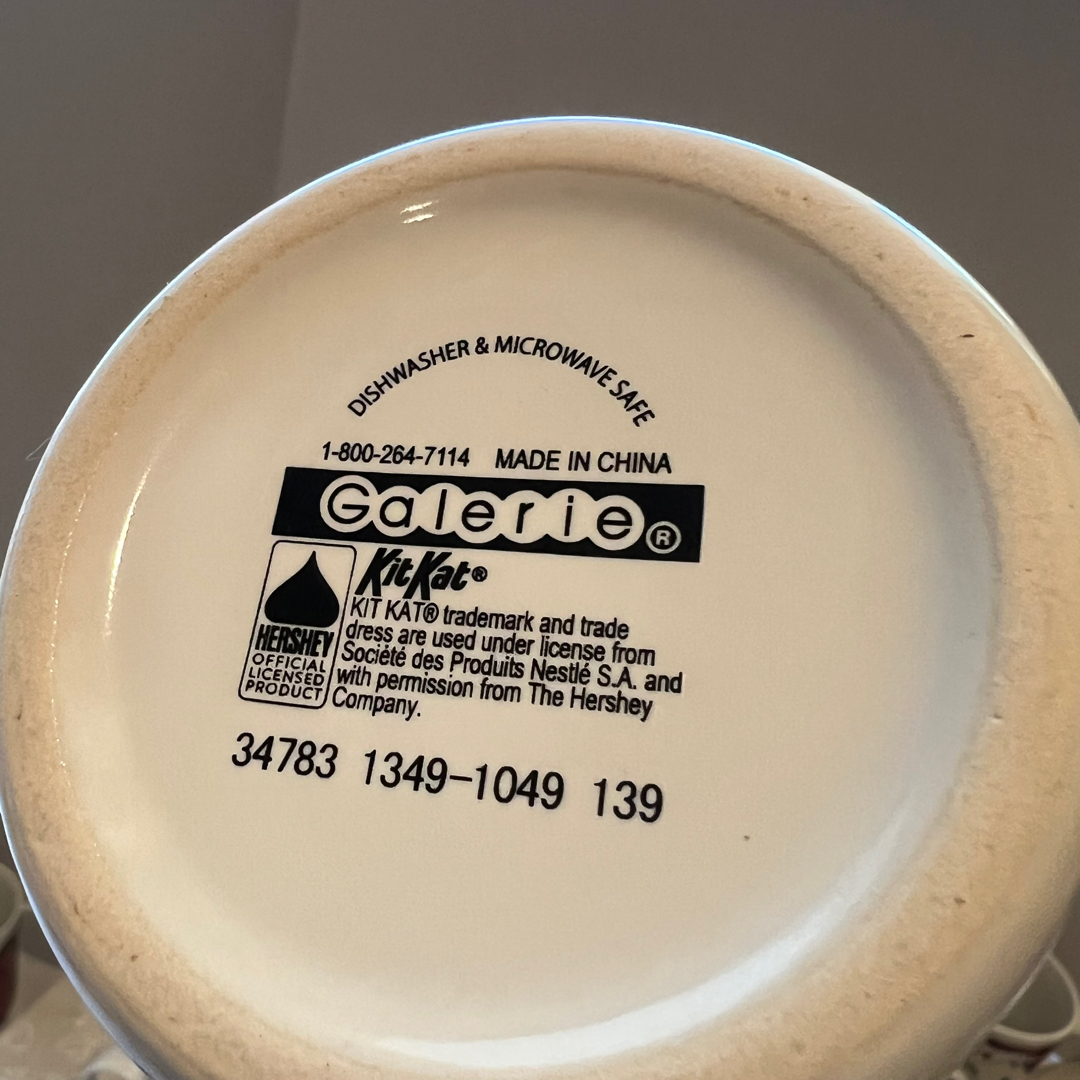 DISHWASHER & MICROWAVE SAFE
1-800-264-7114 MADE IN CHINA
Galerie®
KitKat®
KIT KAT® trademark and trade
dress are used under license from
Société des Produits Nestlé S.A. and
with permission from The Hershey
Company.
HERSHEY
OFFICIAL
LICENSED
PRODUCT
34783 1349-1049 139